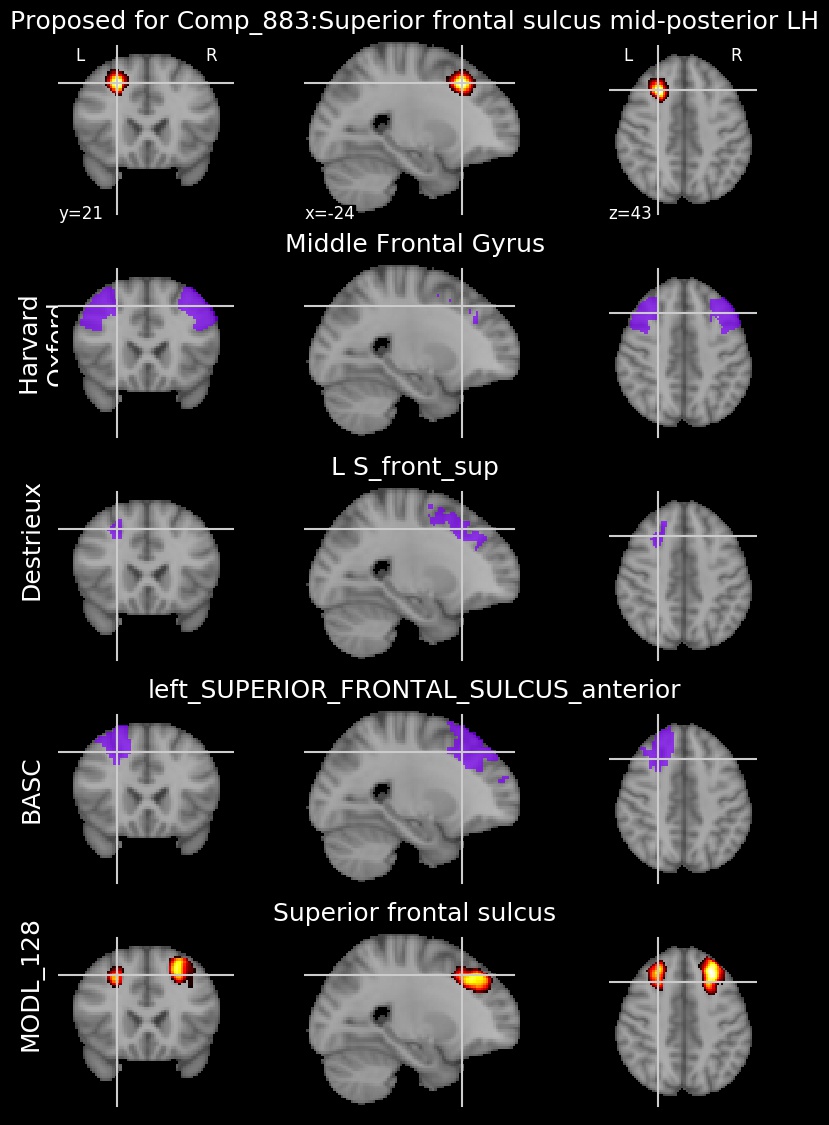 Proposed for Comp_883:Superior frontal sulcus mid-posterior LH
L R L R
y=21 x=-24 z=43
Middle Frontal Gyrus
Harvard
Oxford
L S_front_sup
Destrieux
left_SUPERIOR_FRONTAL_SULCUS_anterior
BASC
Superior frontal sulcus
MODL_128